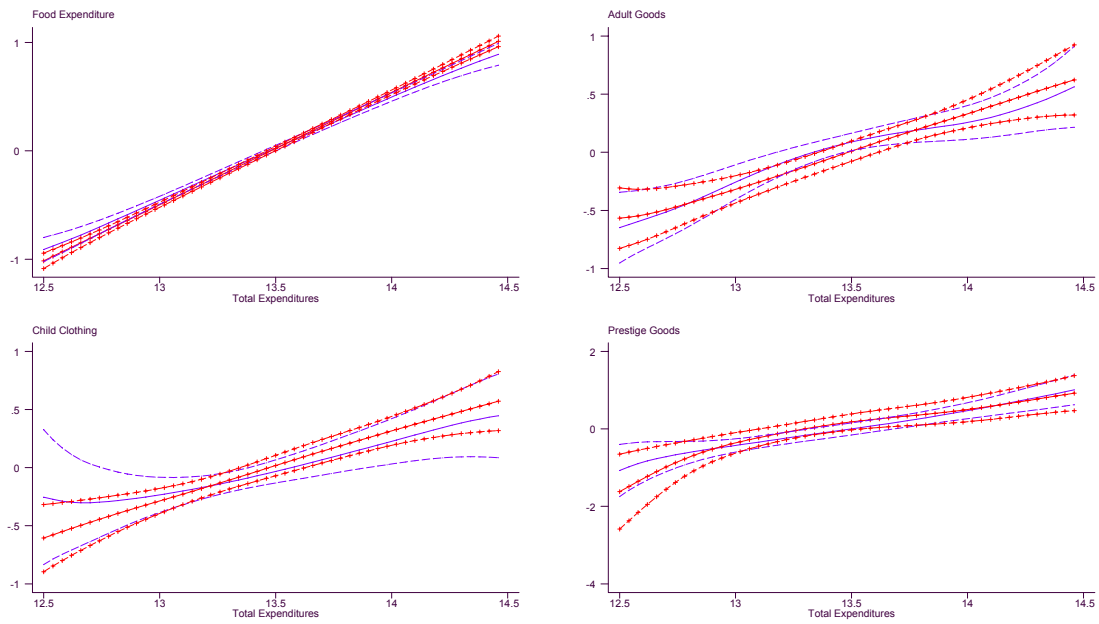 Food Expenditure
1
0
-1
12.5 13 13.5 14 14.5
Total Expenditures
Adult Goods
1
.5
0
-.5
-1
12.5 13 13.5 14 14.5
Total Expenditures
Child Clothing
1
.5
0
-.5
-1
12.5 13 13.5 14 14.5
Total Expenditures
Prestige Goods
2
0
-2
-4
12.5 13 13.5 14 14.5
Total Expenditures